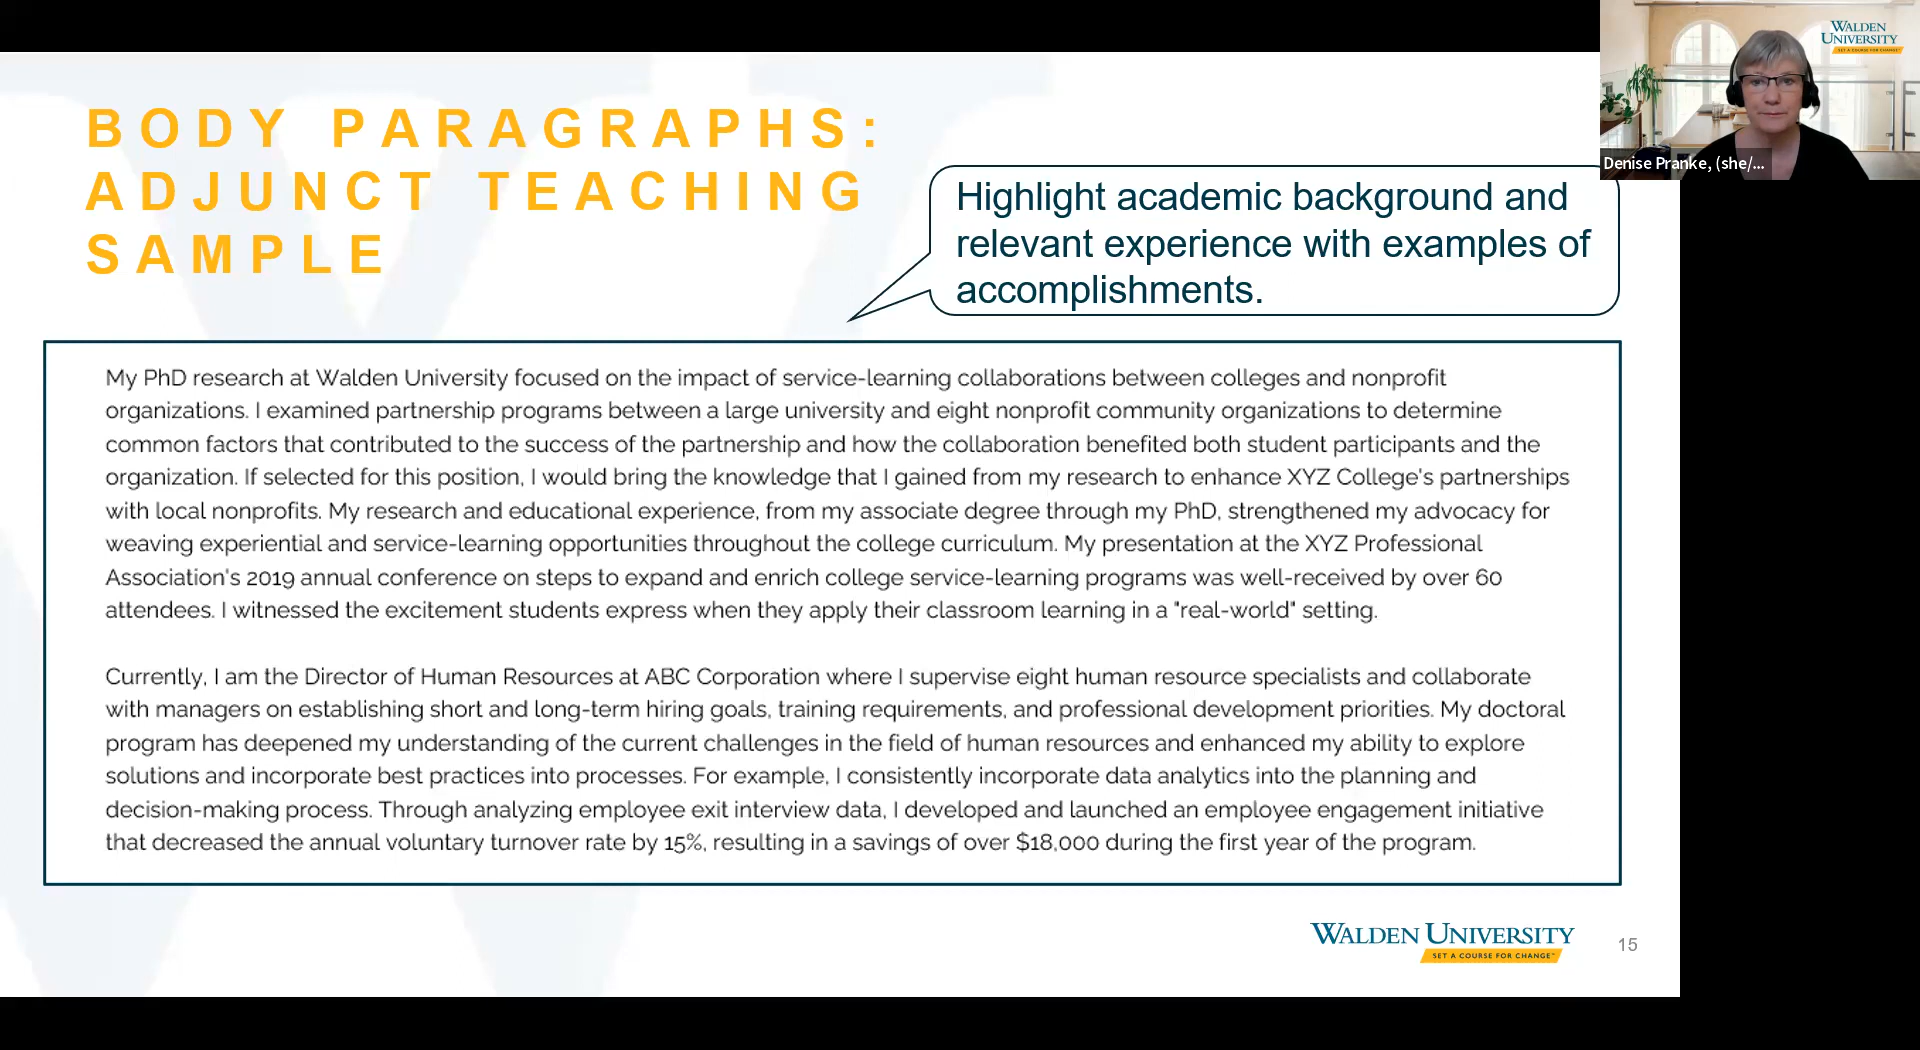 BODY PARAGRAPHS:
ADJUNCT TEACHING
SAMPLE
Highlight academic background and
relevant experience with examples of
accomplishments.
WALDEN
UNIVERSITY
SET A COURSE FOR CHANGE
Denise Pranke, (she/...
My PhD research at Walden University focused on the impact of service-learning collaborations between colleges and nonprofit
organizations. I examined partnership programs between a large university and eight nonprofit community organizations to determine
common factors that contributed to the success of the partnership and how the collaboration benefited both student participants and the
organization. If selected for this position, I would bring the knowledge that I gained from my research to enhance XYZ College's partnerships
with local nonprofits. My research and educational experience, from my associate degree through my PhD, strengthened my advocacy for
weaving experiential and service-learning opportunities throughout the college curriculum. My presentation at the XYZ Professional
Association's 2019 annual conference on steps to expand and enrich college service-learning programs was well-received by over 60
attendees. I witnessed the excitement students express when they apply their classroom learning in a "real-world" setting.
Currently, I am the Director of Human Resources at ABC Corporation where I supervise eight human resource specialists and collaborate
with managers on establishing short and long-term hiring goals, training requirements, and professional development priorities. My doctoral
program has deepened my understanding of the current challenges in the field of human resources and enhanced my ability to explore
solutions and incorporate best practices into processes. For example, I consistently incorporate data analytics into the planning and
decision-making process. Through analyzing employee exit interview data, I developed and launched an employee engagement initiative
that decreased the annual voluntary turnover rate by 15%, resulting in a savings of over $18,000 during the first year of the program.
WALDEN UNIVERSITY
SET A COURSE FOR CHANGE™
15